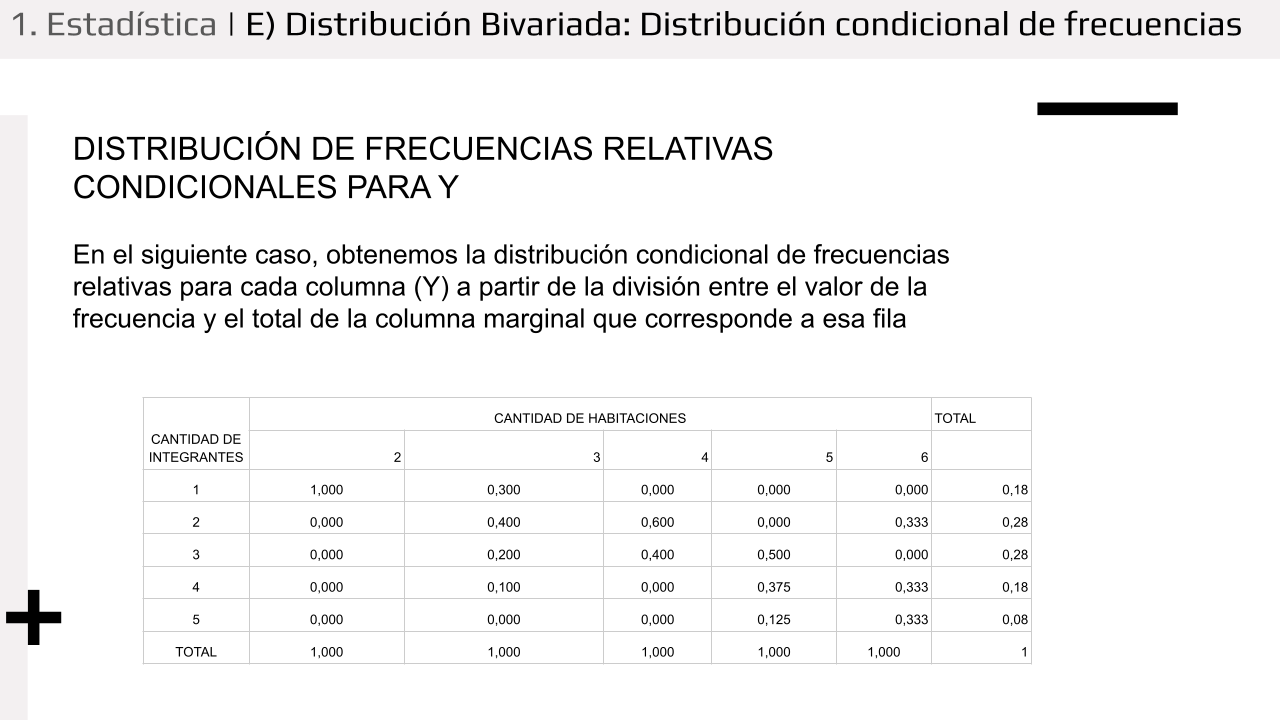 1. Estadística | E) Distribución Bivariada: Distribución condicional de frecuencias
DISTRIBUCIÓN DE FRECUENCIAS RELATIVAS
CONDICIONALES PARA Y
En el siguiente caso, obtenemos la distribución condicional de frecuencias
relativas para cada columna (Y) a partir de la división entre el valor de la
frecuencia y el total de la columna marginal que corresponde a esa fila
CANTIDAD DE HABITACIONES TOTAL
CANTIDAD DE
INTEGRANTES 2 3 4 5 6
1 1,000 0,300 0,000 0,000 0,000 0,18
2 0,000 0,400 0,600 0,000 0,333 0,28
3 0,000 0,200 0,400 0,500 0,000 0,28
4 0,000 0,100 0,000 0,375 0,333 0,18
5 0,000 0,000 0,000 0,125 0,333 0,08
TOTAL 1,000 1,000 1,000 1,000 1,000 1